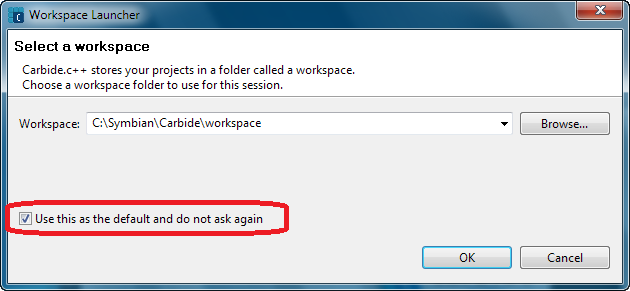 Workspace Launcher
Select a workspace
Carbide.c++ stores your projects in a folder called a workspace.
Choose a workspace folder to use for this session.
Workspace: C:\Symbian\Carbide\workspace Browse...
Use this as the default and do not ask again
OK Cancel